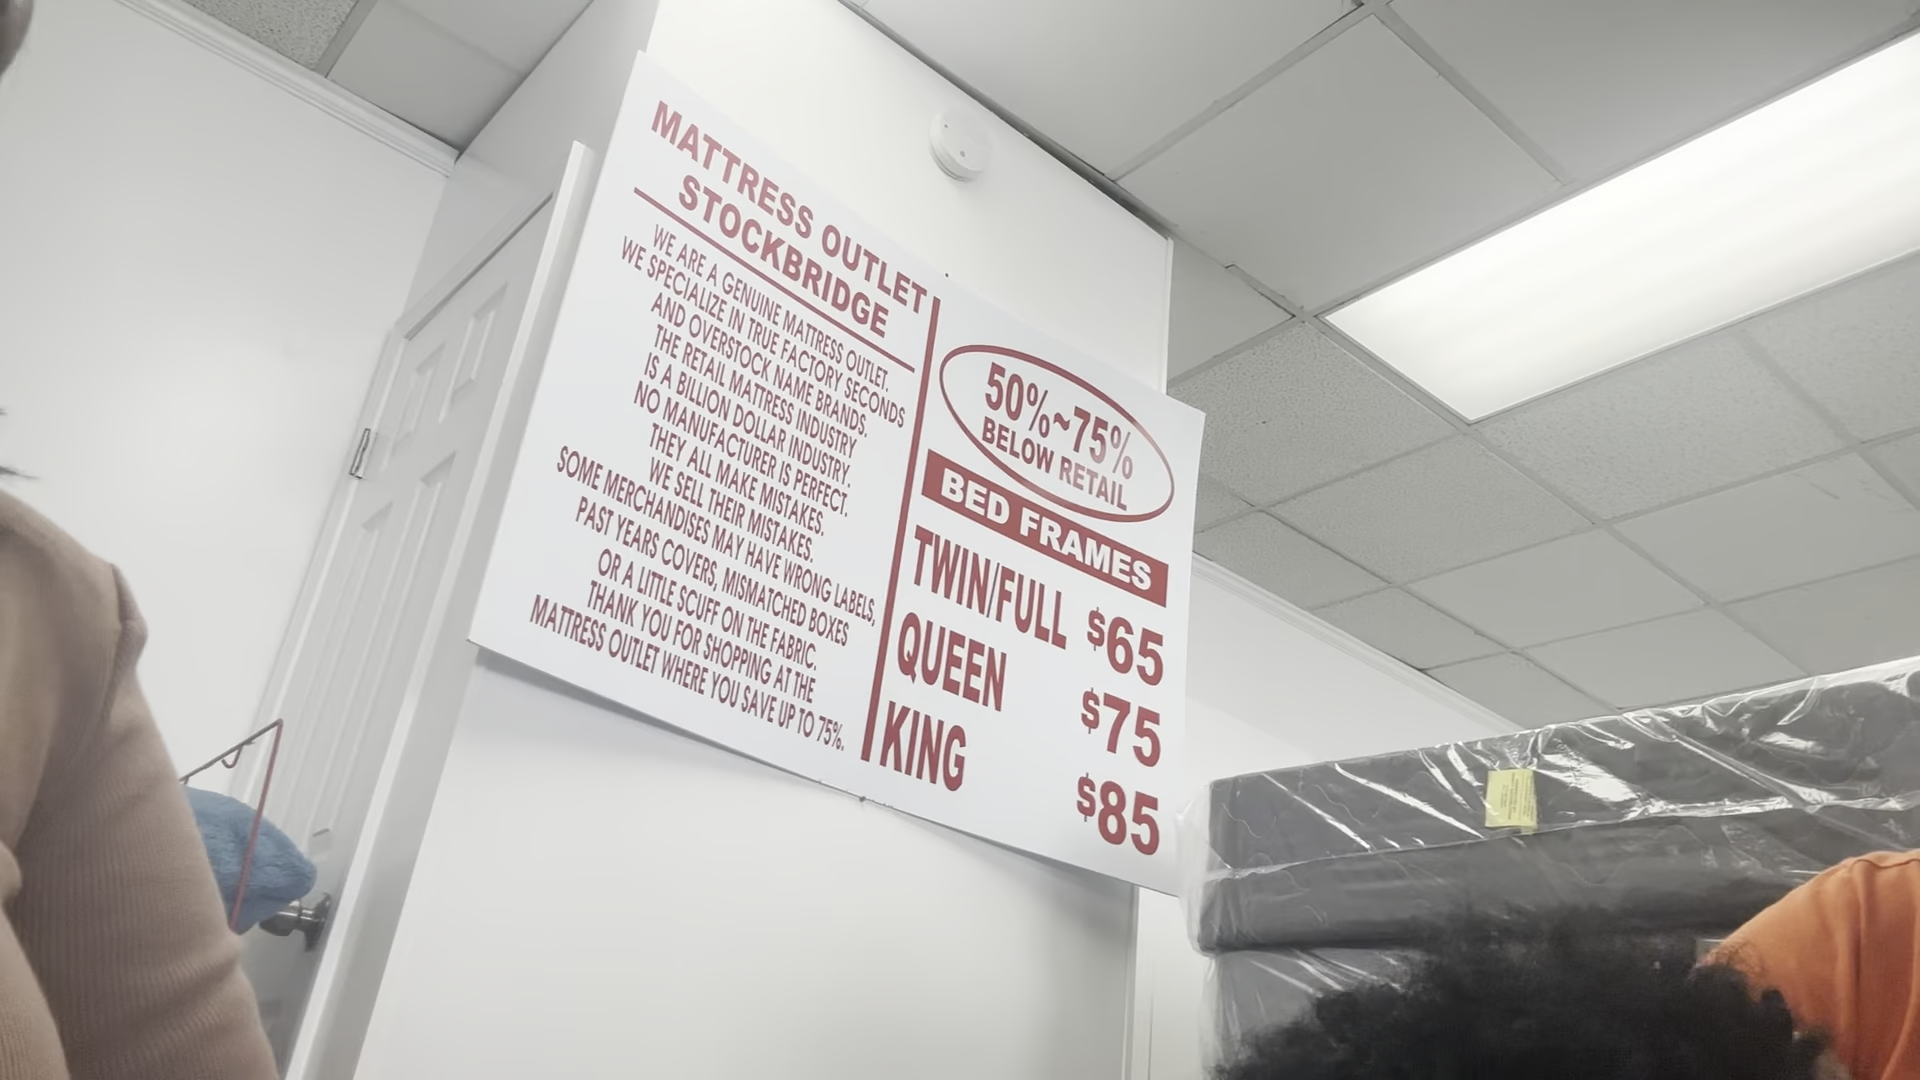 MATTRESS OUTLET
STOCKBRIDGE
WE ARE A GENUINE MATTRESS OUTLET.
WE SPECIALIZE IN TRUE FACTORY SECONDS
AND OVERSTOCK NAME BRANDS.
THE RETAIL MATTRESS INDUSTRY
IS A BILLION DOLLAR INDUSTRY.
NO MANUFACTURER IS PERFECT.
THEY ALL MAKE MISTAKES.
WE SELL THEIR MISTAKES.
SOME MERCHANDISES MAY HAVE WRONG LABELS,
PAST YEARS COVERS, MISMATCHED BOXES
OR A LITTLE SCUFF ON THE FABRIC.
THANK YOU FOR SHOPPING AT THE
MATTRESS OUTLET WHERE YOU SAVE UP TO 75%.
50%~75%
BELOW RETAIL
BED FRAMES
TWIN/FULL $65
QUEEN $75
KING $85